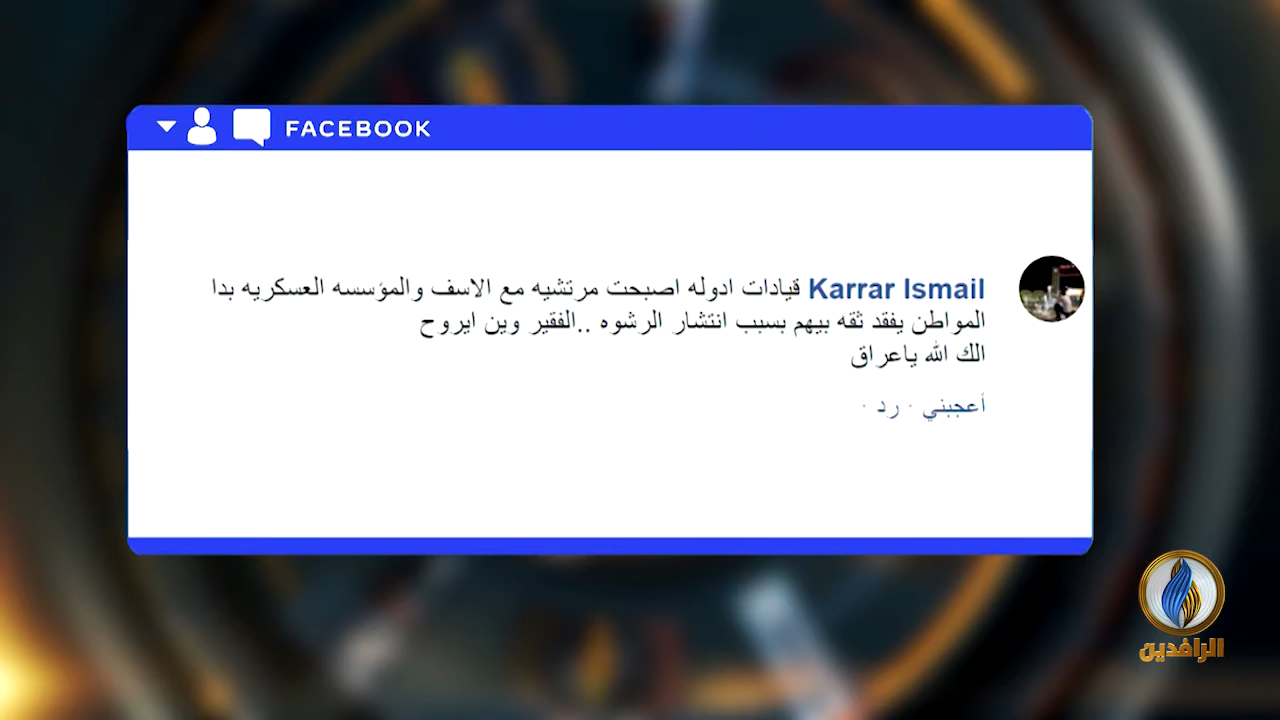 FACEBOOK
Karrar Ismail قيادات ادوله اصبحت مرتشيه مع الاسف والمؤسسه العسكريه بدا
المواطن يفقد ثقه بيهم بسبب انتشار الرشوه ..الفقير وين ايروح
الك الله ياعراق
أعجبني · رد ·
الرافدين